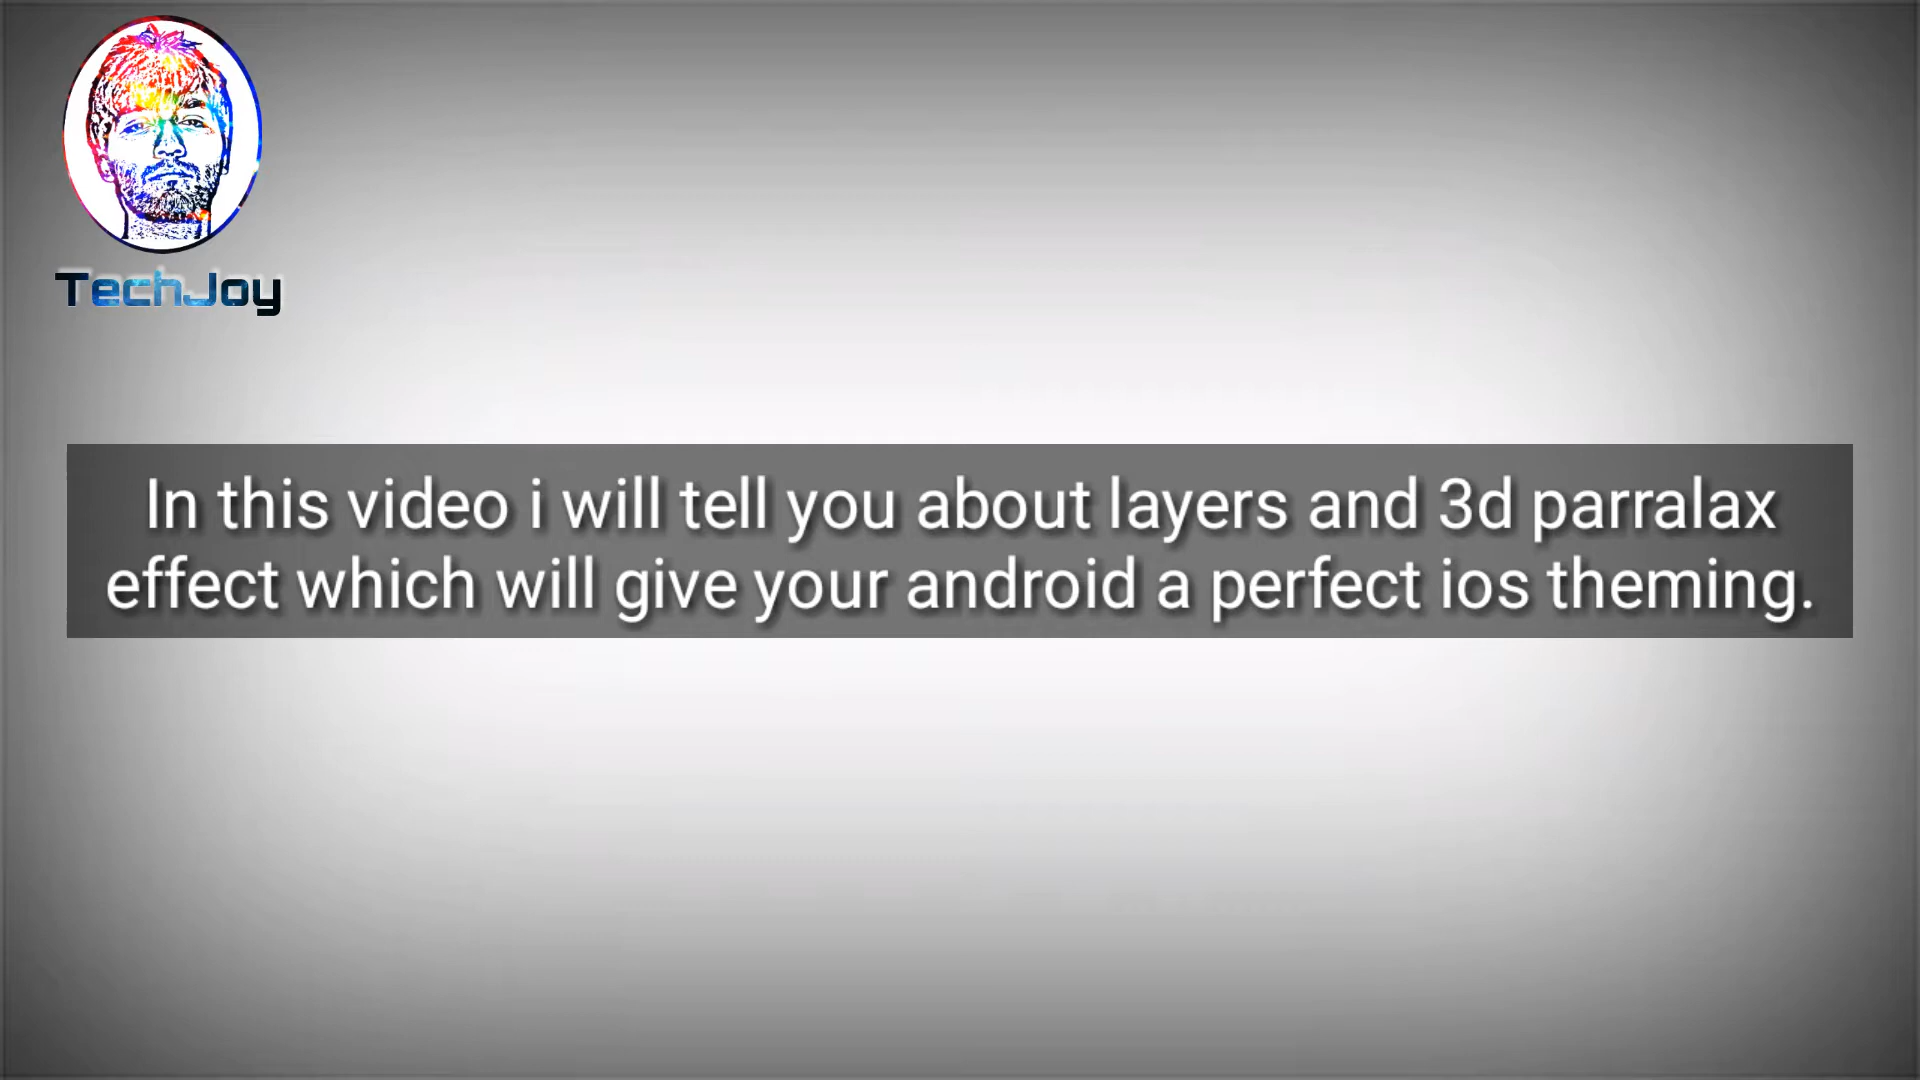 TechJoy
In this video i will tell you about layers and 3d parralax
effect which will give your android a perfect ios theming.